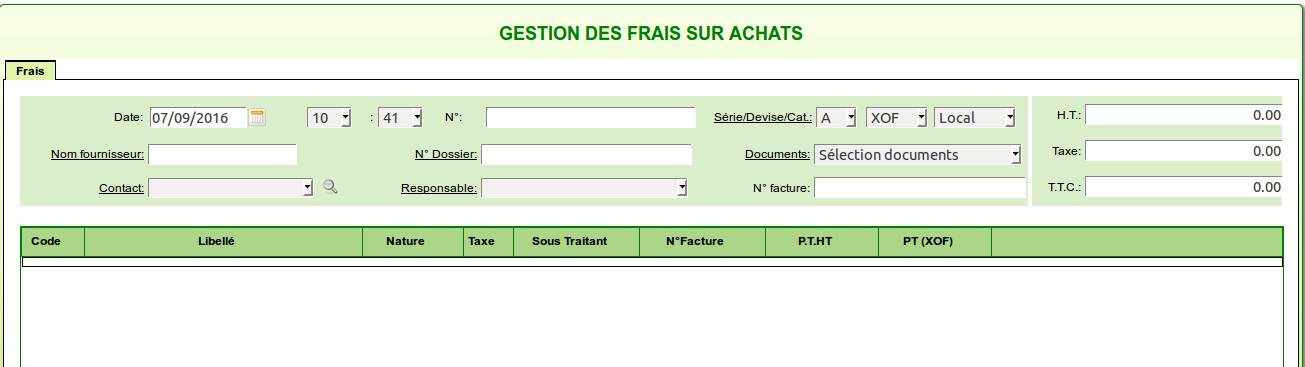 GESTION DES FRAIS SUR ACHATS
Frais
Date: 07/09/2016 10 : 41 N°: Série/Devise/Cat.: A XOF Local H.T.: 0.00
Nom fournisseur: N° Dossier: Documents: Sélection documents Taxe: 0.00
Contact: Responsable: N° facture: T.T.C.: 0.00
Code Libellé Nature Taxe Sous Traitant N°Facture P.T.HT PT (XOF)